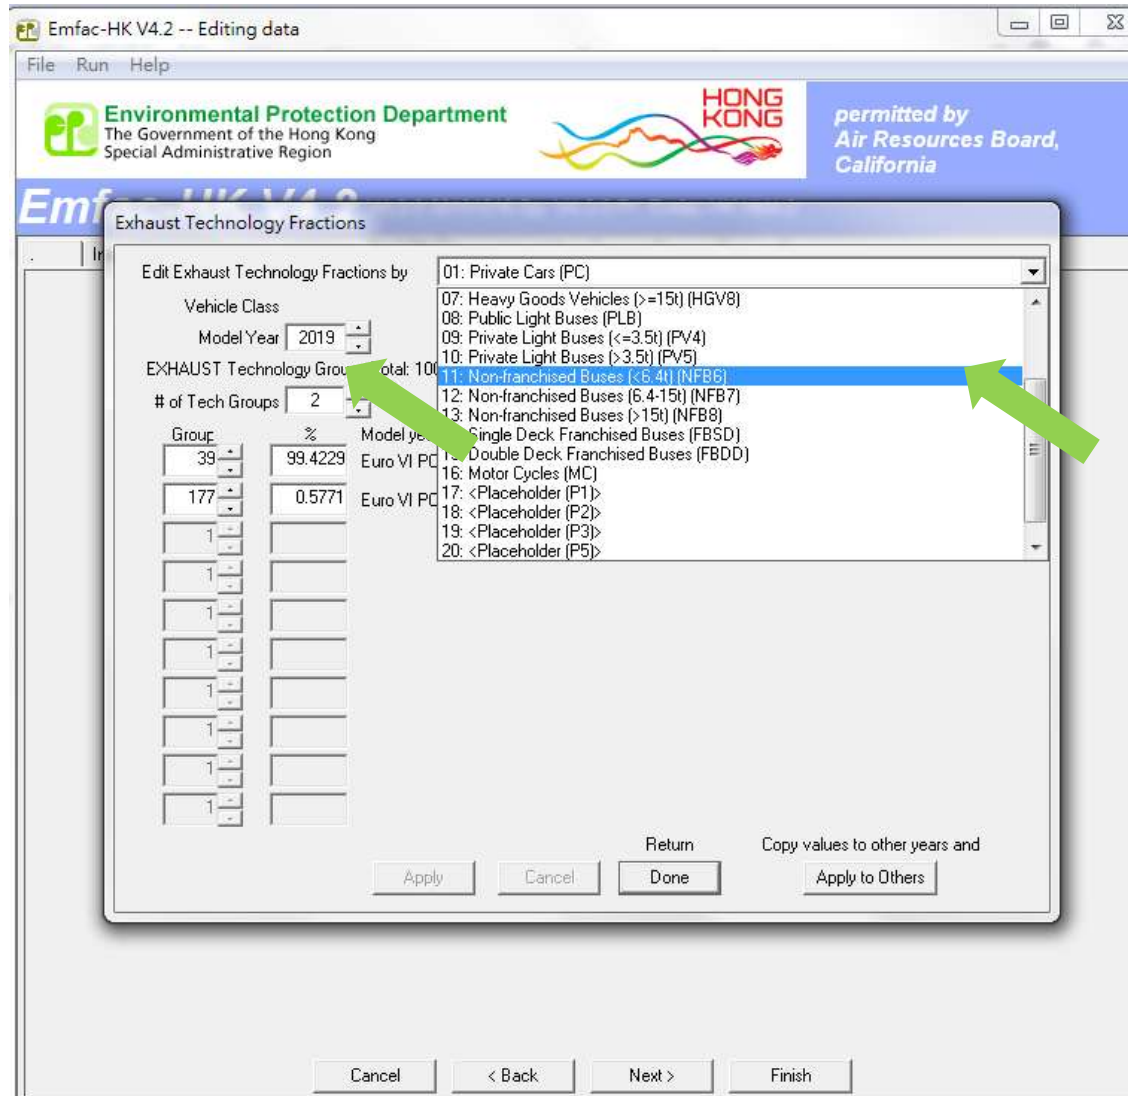 Emfac-HK V4.2 -- Editing data
File Run Help
Environmental Protection Department
The Government of the Hong Kong
Special Administrative Region
HONG
KONG
permitted by
Air Resources Board,
California
Exhaust Technology Fractions
Edit Exhaust Technology Fractions by 01: Private Cars (PC)
Vehicle Class
Model Year 2019
EXHAUST Technology
# of Tech Groups 2
Group % Model
39 99.4229 Euro VI
177 0.5771 Euro VI
1
1
1
1
1
1
1
1
07: Heavy Goods Vehicles (>=15t) (HGV8)
08: Public Light Buses (PLB)
09: Private Light Buses (<=3.5t) (PV4)
10: Private Light Buses (>3.5t) (PV5)
11: Non-franchised Buses (<6.4t) (NFB6)
12: Non-franchised Buses (6.4-15t) (NFB7)
13: Non-franchised Buses (>15t) (NFB8)
Single Deck Franchised Buses (FBSD)
Double Deck Franchised Buses (FBDD)
16: Motor Cycles (MC)
17: <Placeholder (P1)>
18: <Placeholder (P2)>
19: <Placeholder (P3)>
20: <Placeholder (P5)>
Return Copy values to other years and
Apply Cancel Done Apply to Others
Cancel < Back Next > Finish